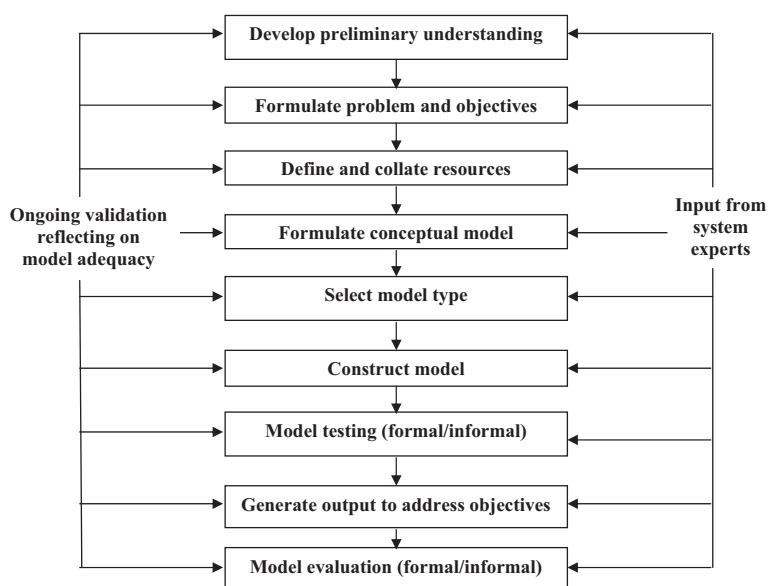 Develop preliminary understanding
Formulate problem and objectives
Define and collate resources
Ongoing validation
reflecting on
model adequacy
Formulate conceptual model
Input from
system
experts
Select model type
Construct model
Model testing (formal/informal)
Generate output to address objectives
Model evaluation (formal/informal)